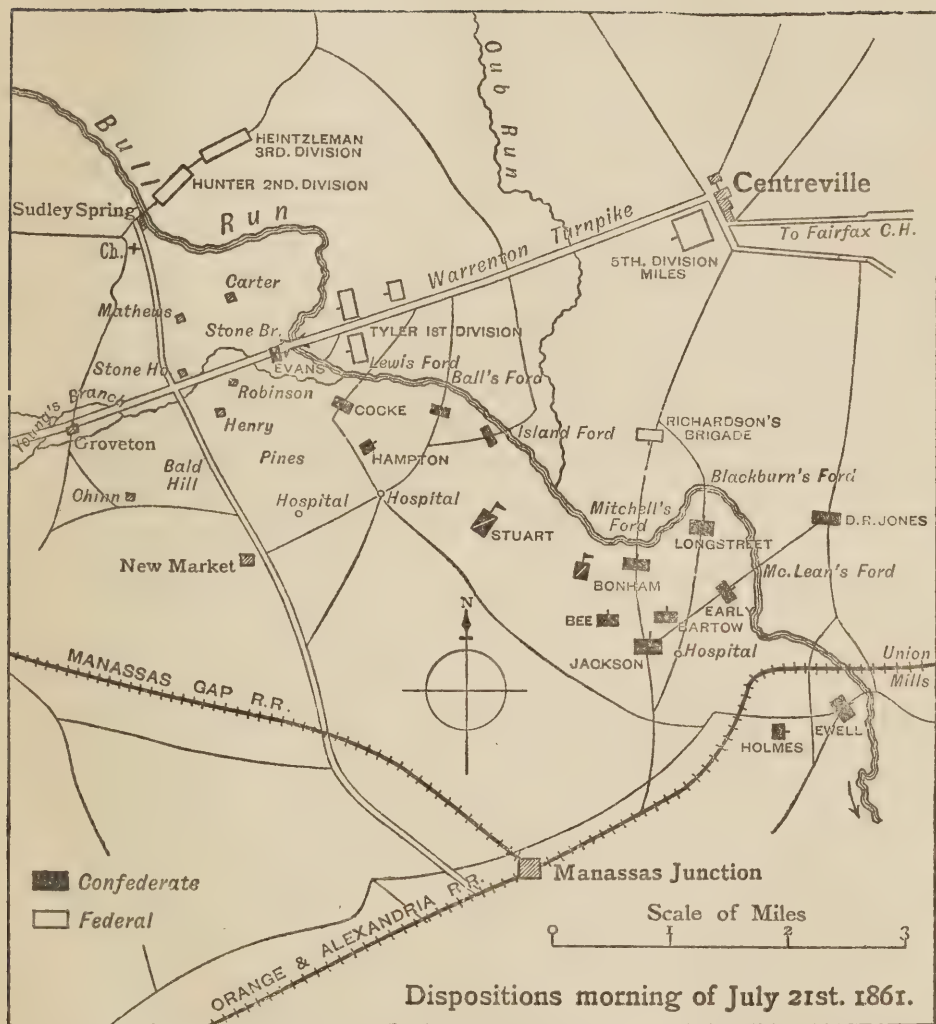 Bull
Run
Cub Run
HEINTZLEMAN
3RD. DIVISION
HUNTER 2ND. DIVISION
Sudley Spring
Ch.
Centreville
To Fairfax C.H.
Warrenton Turnpike
5TH. DIVISION
MILES
Carter
Mathews
Stone Br.
TYLER 1ST DIVISION
EVANS
Lewis Ford
Ball's Ford
Stone Ho.
Robinson
Young's Branch
Henry
COCKE
Groveton
Island Ford
RICHARDSON'S
BRIGADE
HAMPTON
Pines
Bald
Hill
Chinn
Hospital
Hospital
Blackburn's Ford
Mitchell's
Ford
STUART
LONGSTREET
D.R.JONES
New Market
BONHAM
Mc.Lean's Ford
EARLY
BEE
BARTOW
JACKSON
Hospital
N
MANASSAS GAP R.R.
Union
Mills
HOLMES
EWELL
Manassas Junction
Confederate
Federal
ORANGE & ALEXANDRIA R.R.
Scale of Miles
0 1 2 3
Dispositions morning of July 21st. 1861.